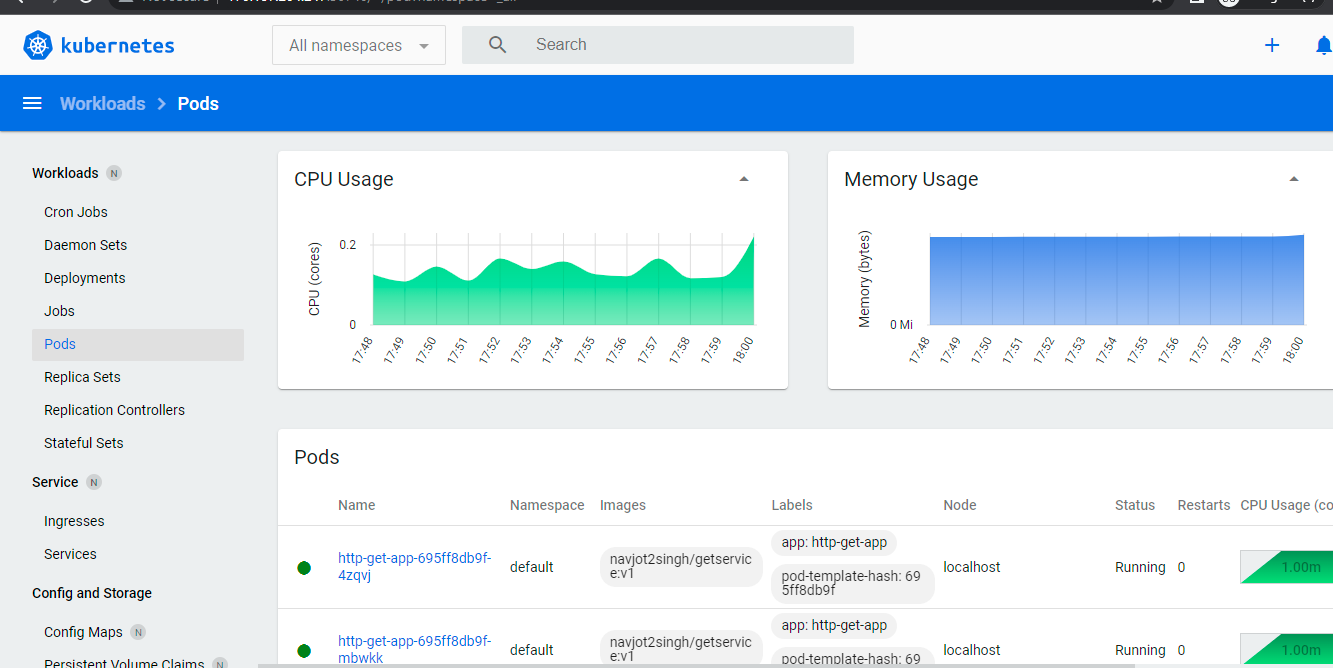 kubernetes
All namespaces
Search
Workloads > Pods
Workloads N
Cron Jobs
Daemon Sets
Deployments
Jobs
Pods
Replica Sets
Replication Controllers
Stateful Sets
Service N
Ingresses
Services
Config and Storage
Config Maps N
Persistent Volume Claims N
CPU Usage
CPU (cores)
0.2
0
17:48 17:49 17:50 17:51 17:52 17:53 17:54 17:55 17:56 17:57 17:58 17:59 18:00
Memory Usage
Memory (bytes)
0 Mi
17:48 17:49 17:50 17:51 17:52 17:53 17:54 17:55 17:56 17:57 17:58 17:59 18:00
Pods
Name Namespace Images Labels Node Status Restarts CPU Usage (co
http-get-app-695ff8db9f-
4zqvj
default
navjot2singh/getservic
e:v1
app: http-get-app
pod-template-hash: 69
5ff8db9f
localhost
Running
0
1.00m
http-get-app-695ff8db9f-
mbwkk
default
navjot2singh/getservic
e:v1
app: http-get-app
pod-template-hash: 69
localhost
Running
0
1.00m